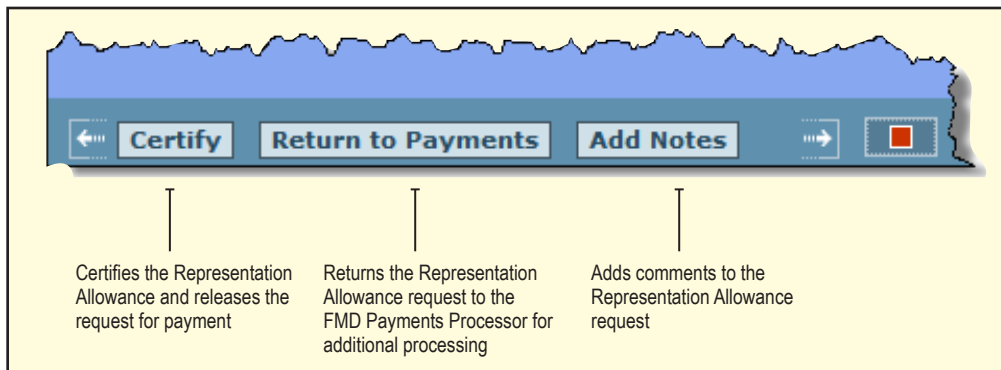 Certify Return to Payments Add Notes
Certifies the Representation
Allowance and releases the
request for payment
Returns the Representation
Allowance request to the
FMD Payments Processor for
additional processing
Adds comments to the
Representation Allowance
request